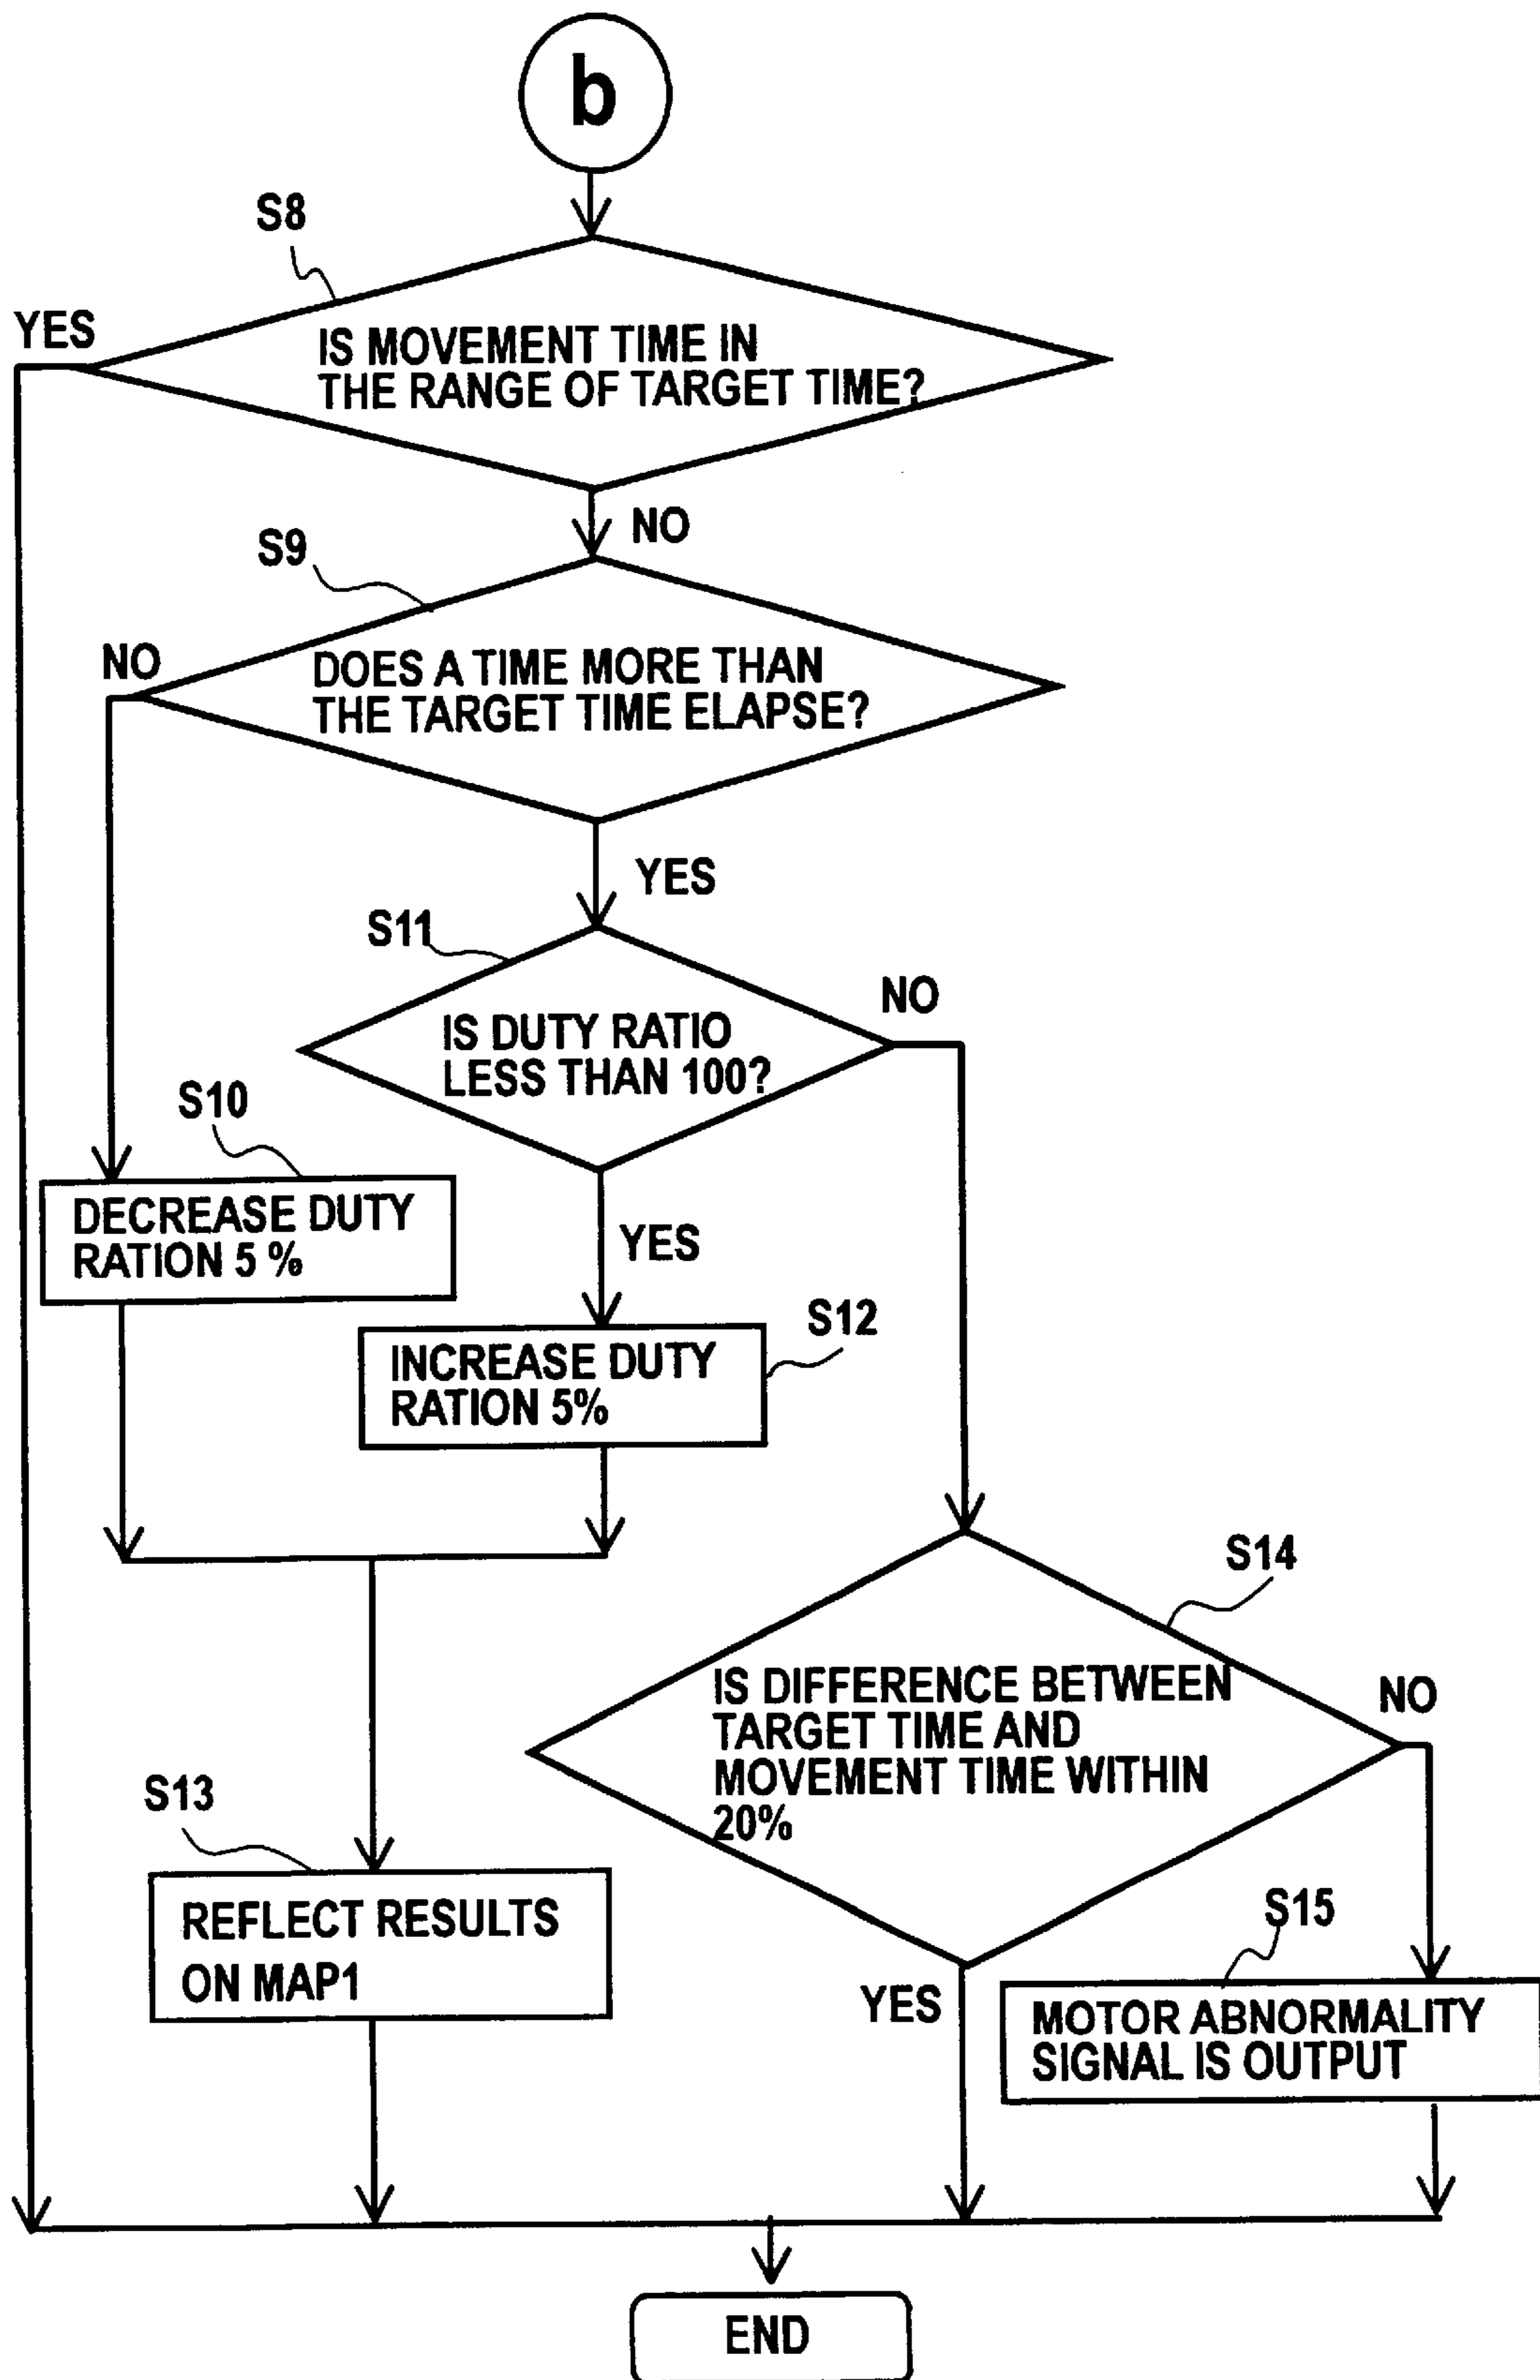 b
S8
YES
IS MOVEMENT TIME IN
THE RANGE OF TARGET TIME?
NO
S9
NO
DOES A TIME MORE THAN
THE TARGET TIME ELAPSE?
YES
S11
NO
IS DUTY RATIO
LESS THAN 100?
S10
DECREASE DUTY
RATION 5 %
YES
S12
INCREASE DUTY
RATION 5%
S14
IS DIFFERENCE BETWEEN
TARGET TIME AND
MOVEMENT TIME WITHIN
20%
NO
S13
REFLECT RESULTS
ON MAP1
S15
YES
MOTOR ABNORMALITY
SIGNAL IS OUTPUT
END